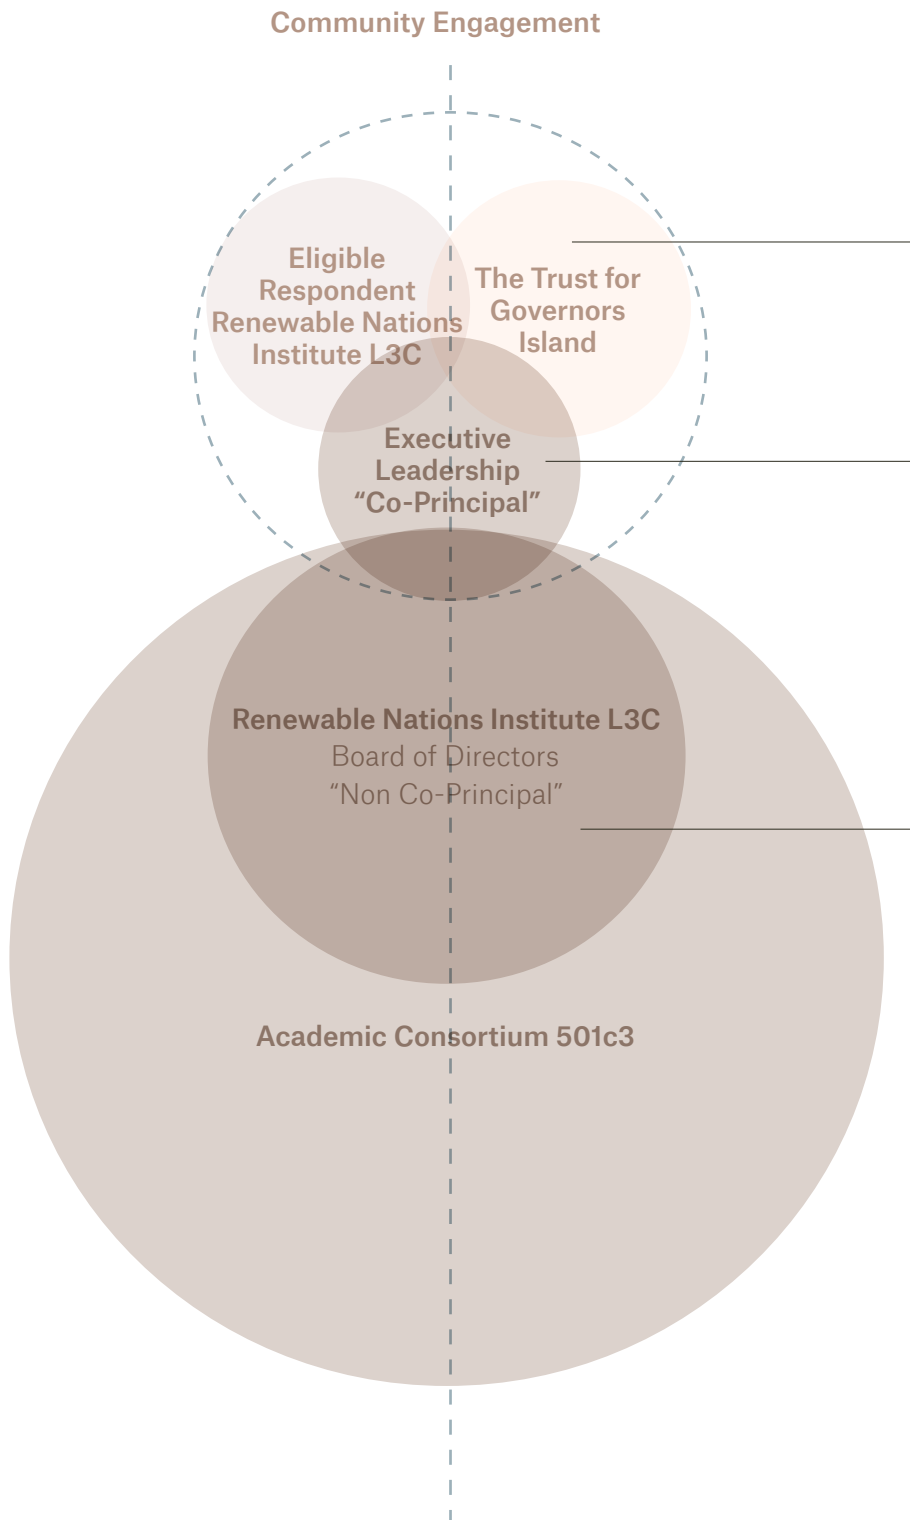 Community Engagement
Eligible
Respondent
Renewable Nations
Institute L3C
The Trust for
Governors
Island
Executive
Leadership
“Co-Principal”
Renewable Nations Institute L3C
Board of Directors
“Non Co-Principal”
Academic Consortium 501c3